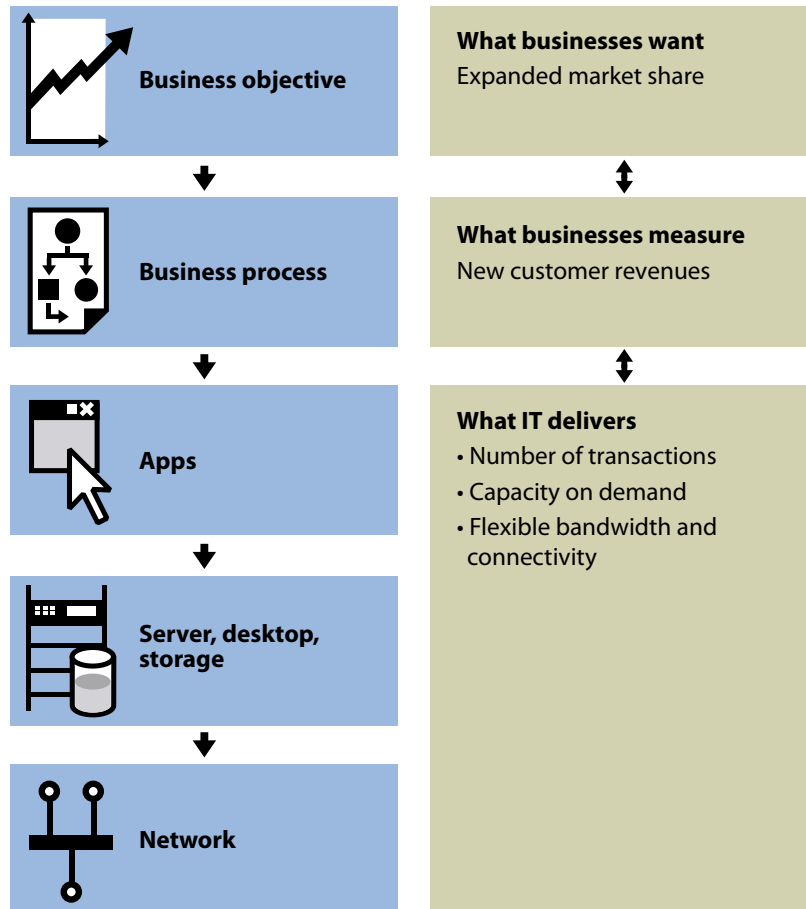 Business objective
What businesses want
Expanded market share
Business process
What businesses measure
New customer revenues
Apps
What IT delivers
• Number of transactions
• Capacity on demand
• Flexible bandwidth and
connectivity
Server, desktop,
storage
Network